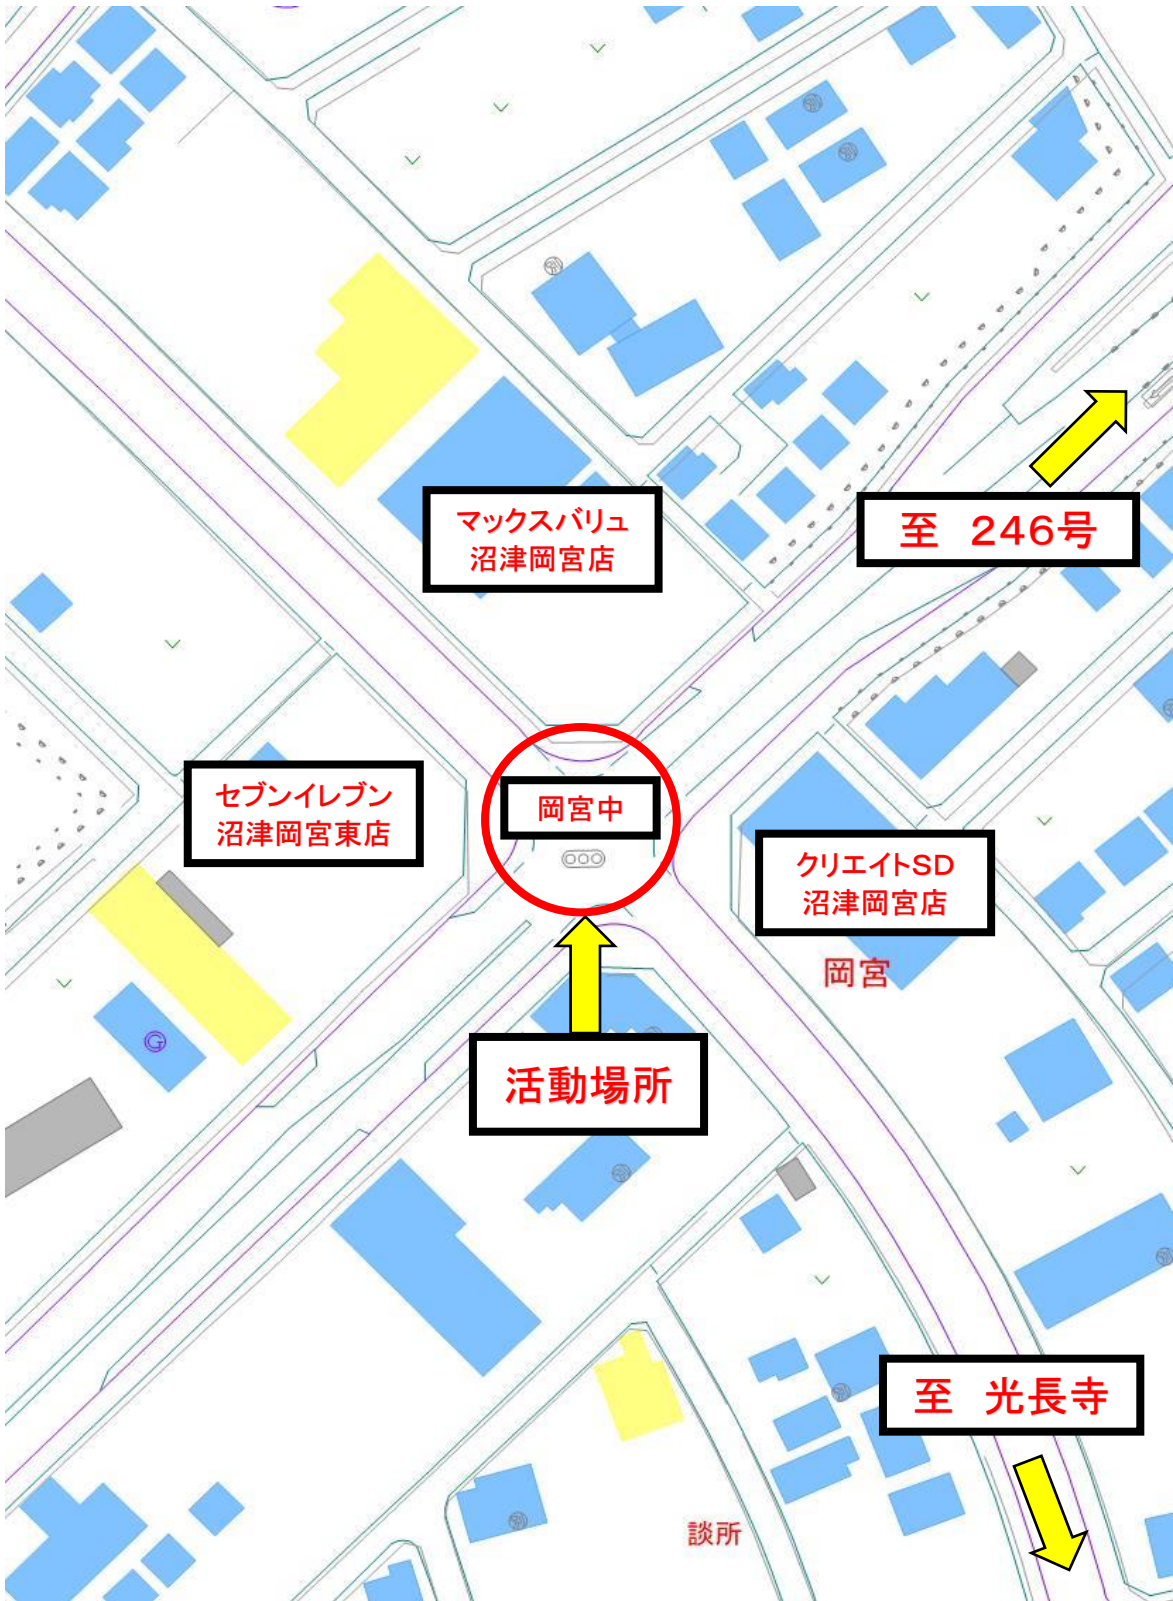 マックスバリュ
沼津岡宮店
至　246号
セブンイレブン
沼津岡宮東店
岡宮中
クリエイトSD
沼津岡宮店
岡宮
活動場所
G
至　光長寺
談所